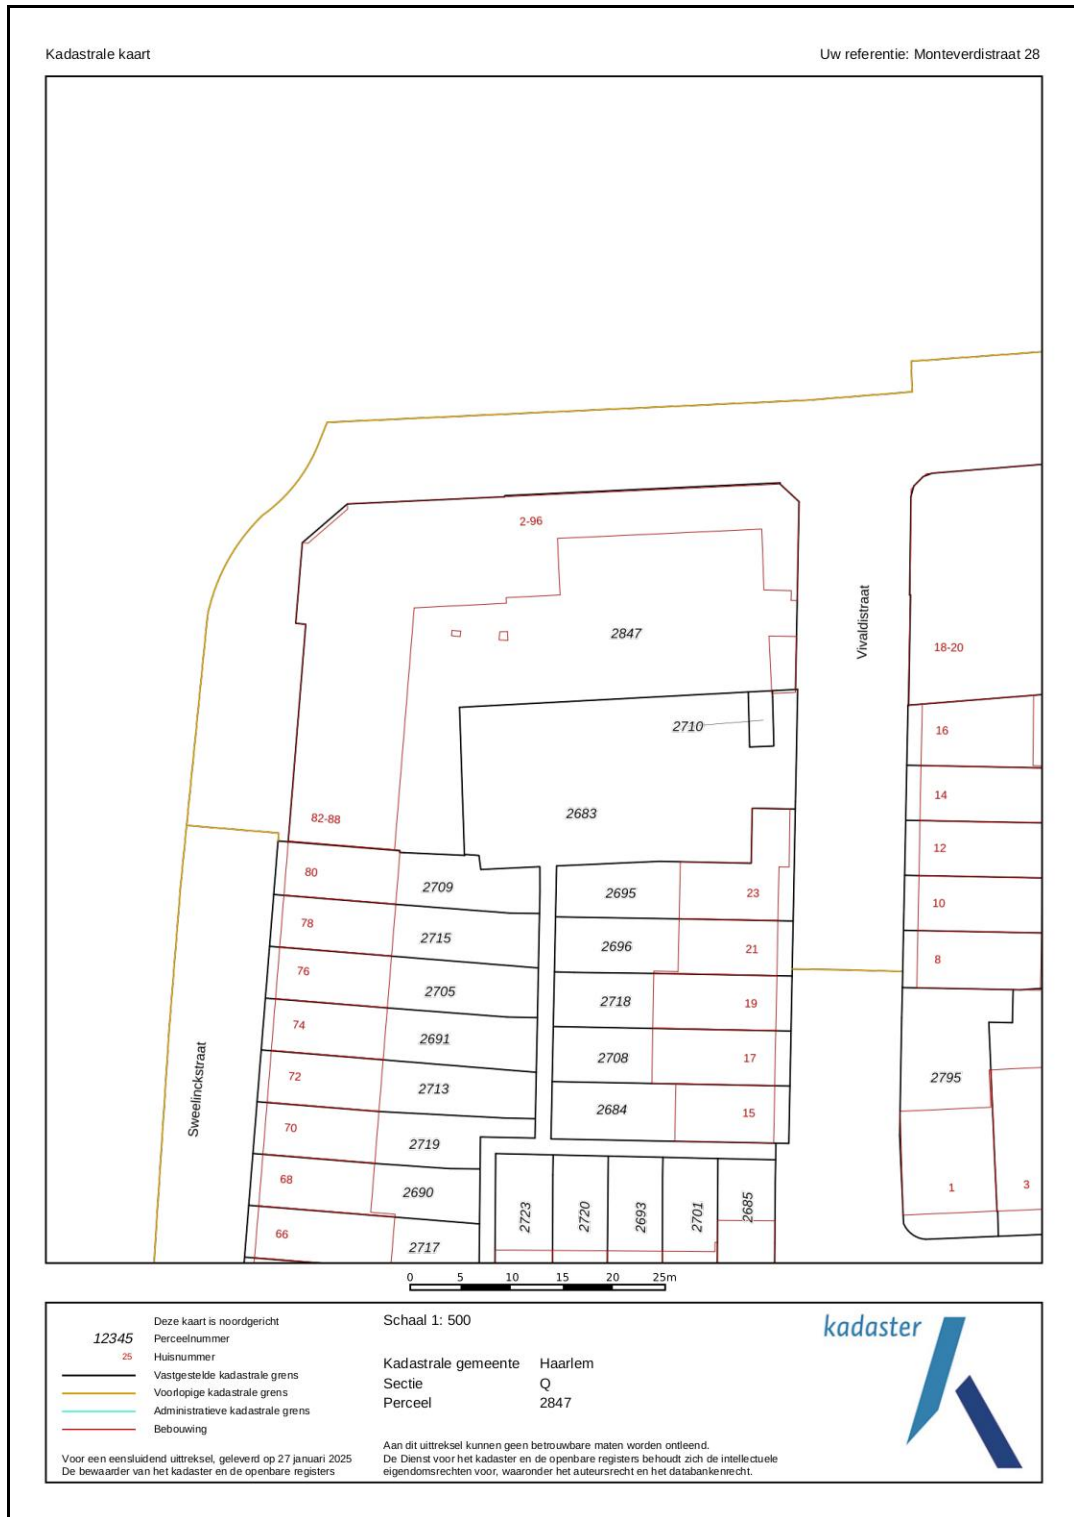 Kadastrale kaart
Uw referentie: Monteverdistraat 28
2-96
2847
Vivaldistraat
18-20
2710
16
14
2683
82-88
12
80
2709
2695
23
10
78
2715
2696
21
8
76
2705
2718
19
74
2691
2708
17
Sweelinckstraat
72
2713
2684
15
2795
70
2719
68
2690
1
3
66
2717
2723
2720
2693
2701
2685
0 5 10 15 20 25m
Deze kaart is noordgericht
12345 Perceelnummer
25 Huisnummer
Vastgestelde kadastrale grens
Voorlopige kadastrale grens
Administratieve kadastrale grens
Bebouwing
Voor een eensluidend uittreksel, geleverd op 27 januari 2025
De bewaarder van het kadaster en de openbare registers
Schaal 1: 500
Kadastrale gemeente Haarlem
Sectie Q
Perceel 2847
Aan dit uittreksel kunnen geen betrouwbare maten worden ontleend.
De Dienst voor het kadaster en de openbare registers behoudt zich de intellectuele
eigendomsrechten voor, waaronder het auteursrecht en het databankenrecht.
kadaster